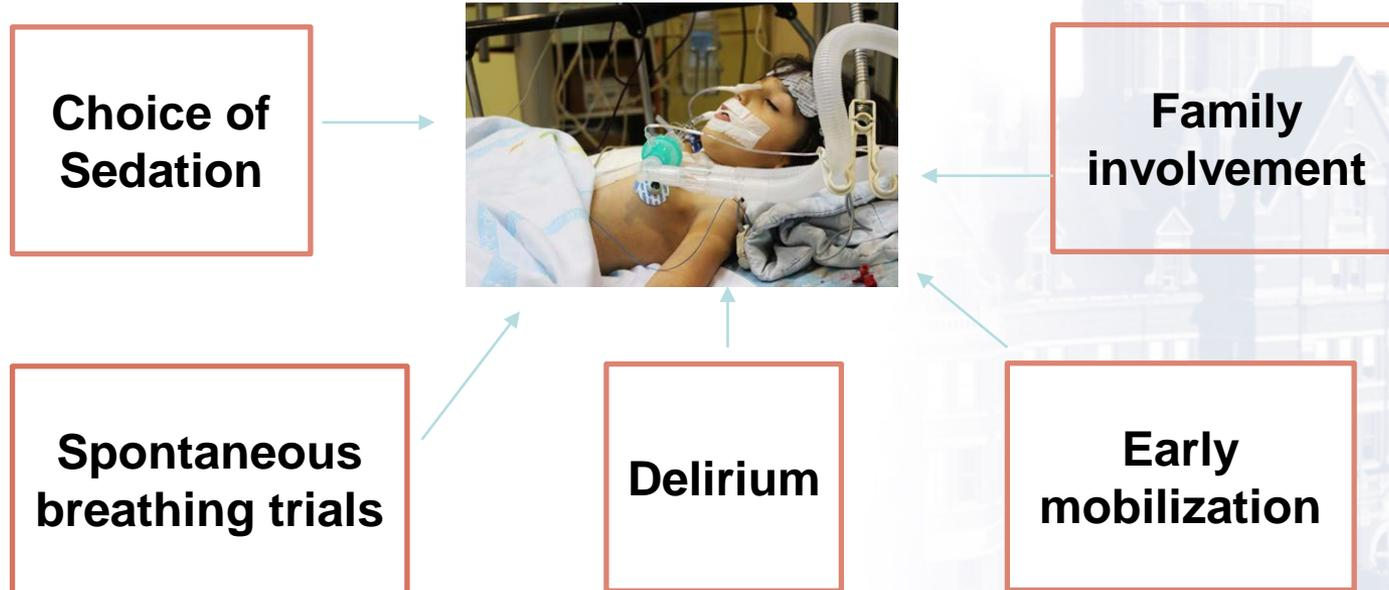 Choice of
Sedation
Family
involvement
Spontaneous
breathing trials
Delirium
Early
mobilization